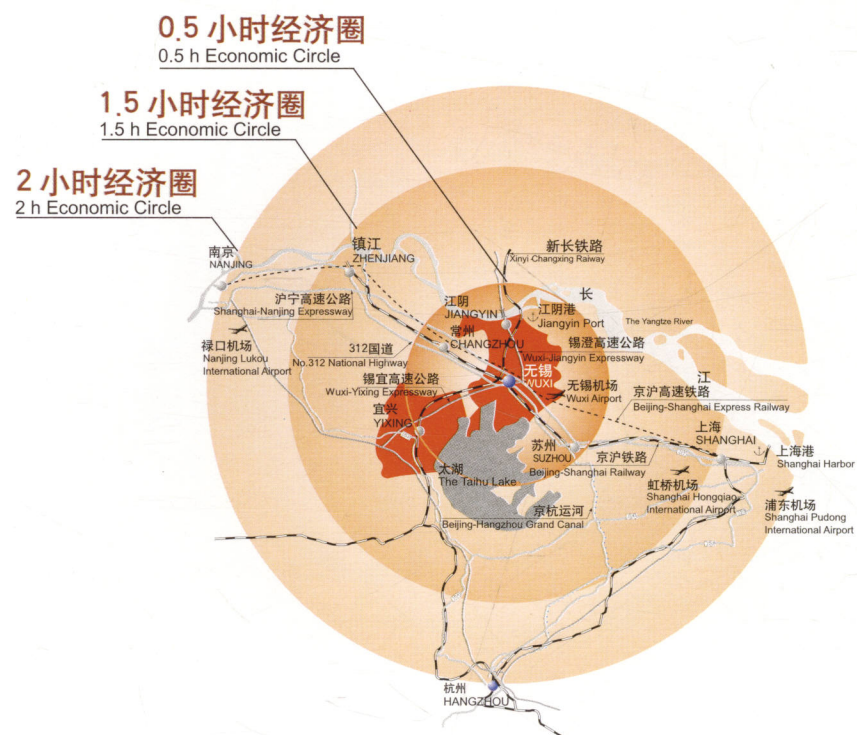 0.5 小时经济圈
0.5 h Economic Circle
1.5 小时经济圈
1.5 h Economic Circle
2 小时经济圈
2 h Economic Circle
南京
NANJING
镇江
ZHENJIANG
新长铁路
Xinyi-Changxing Raiway
沪宁高速公路
Shanghai-Nanjing Expressway
江阴
JIANGYIN
江阴港
Jiangyin Port
长
The Yangtze River
江
禄口机场
Nanjing Lukou
International Airport
312国道
No.312 National Highway
常州
CHANGZHOU
锡澄高速公路
Wuxi-Jiangyin Expressway
锡宜高速公路
Wuxi-Yixing Expressway
无锡
WUXI
无锡机场
Wuxi Airport
京沪高速铁路
Beijing-Shanghai Express Railway
宜兴
YIXING
苏州
SUZHOU
京沪铁路
Beijing-Shanghai Railway
上海
SHANGHAI
上海港
Shanghai Harbor
太湖
The Taihu Lake
虹桥机场
Shanghai Hongqiao
International Airport
浦东机场
Shanghai Pudong
International Airport
京杭运河
Beijing-Hangzhou Grand Canal
杭州
HANGZHOU